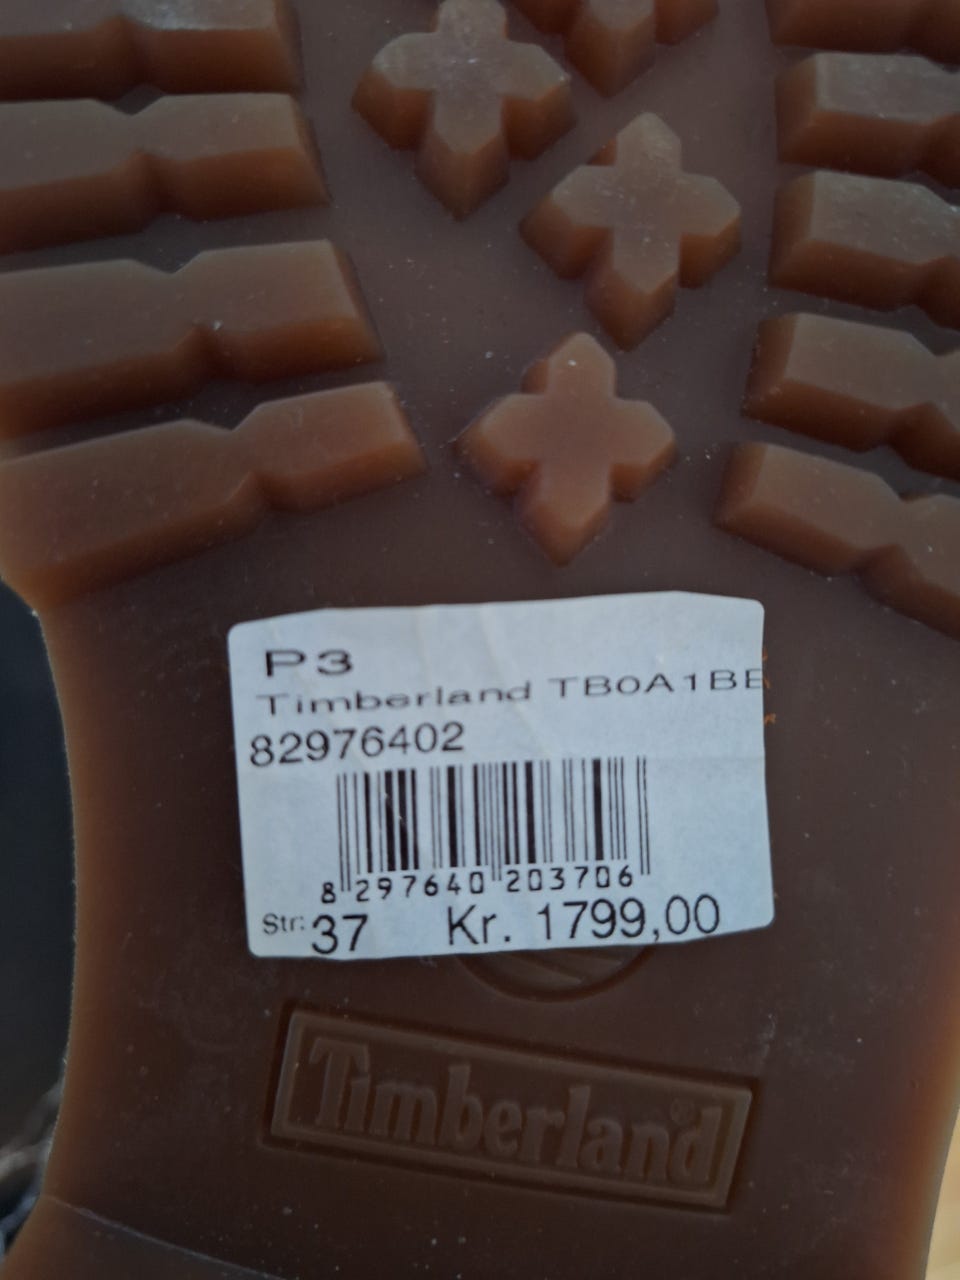 P3
Timberland TB0A1BE
82976402
8 297640 203706
Str: 37 Kr. 1799,00
Timberland®